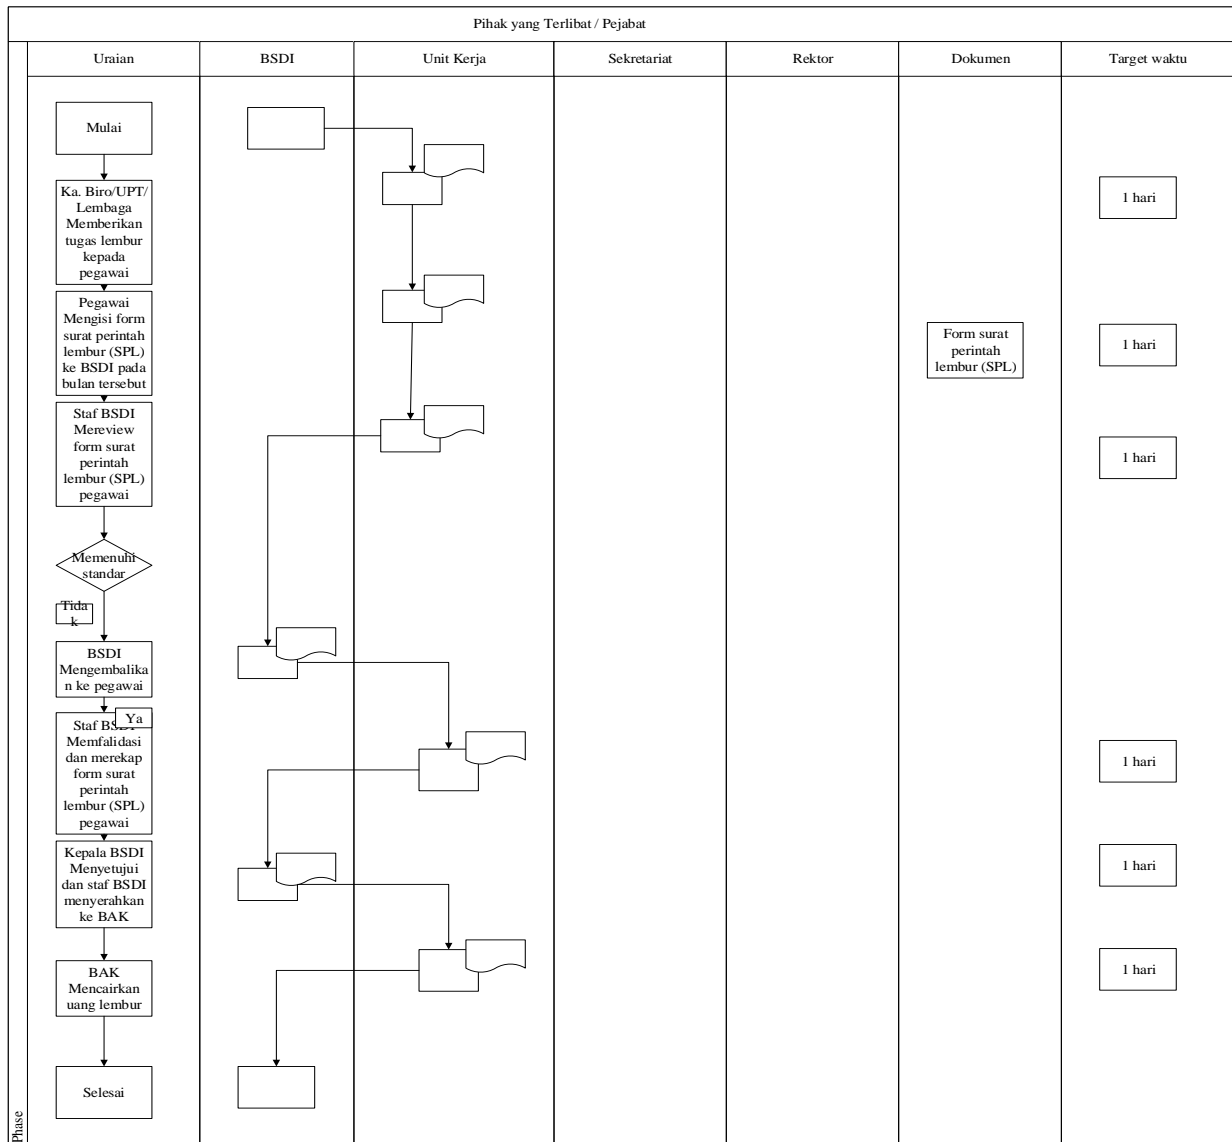 Pihak yang Terlibat / Pejabat
Uraian
BSDI
Unit Kerja
Sekretariat
Rektor
Dokumen
Target waktu
Mulai
Ka. Biro/UPT/
Lembaga
Memberikan
tugas lembur
kepada
pegawai
1 hari
Pegawai
Mengisi form
surat perintah
lembur (SPL)
ke BSDI pada
bulan tersebut
Form surat
perintah
lembur (SPL)
1 hari
Staf BSDI
Mereview
form surat
perintah
lembur (SPL)
pegawai
1 hari
Memenuhi
standar
Tida
k
BSDI
Mengembalika
n ke pegawai
Ya
Staf BSDI
Memfalidasi
dan merekap
form surat
perintah
lembur (SPL)
pegawai
1 hari
Kepala BSDI
Menyetujui
dan staf BSDI
menyerahkan
ke BAK
1 hari
BAK
Mencairkan
uang lembur
1 hari
Selesai
Phase